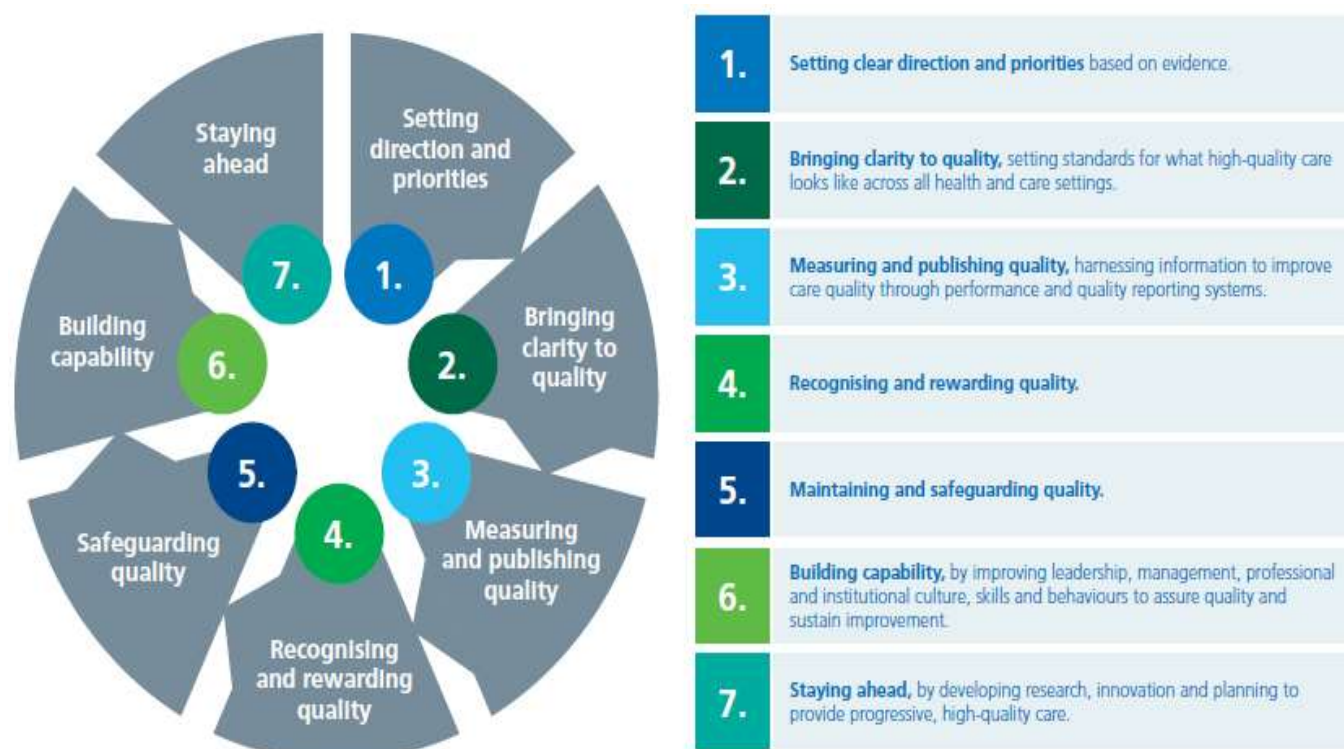 Staying
ahead
Setting
direction and
priorities
7.
1.
Building
capability
6.
2.
Bringing
clarity to
quality
5.
3.
4.
Safeguarding
quality
Measuring
and publishing
quality
Recognising
and rewarding
quality
1.
Setting clear direction and priorities based on evidence.
2.
Bringing clarity to quality, setting standards for what high-quality care
looks like across all health and care settings.
3.
Measuring and publishing quality, harnessing information to improve
care quality through performance and quality reporting systems.
4.
Recognising and rewarding quality.
5.
Maintaining and safeguarding quality.
6.
Building capability, by improving leadership, management, professional
and institutional culture, skills and behaviours to assure quality and
sustain improvement.
7.
Staying ahead, by developing research, innovation and planning to
provide progressive, high-quality care.